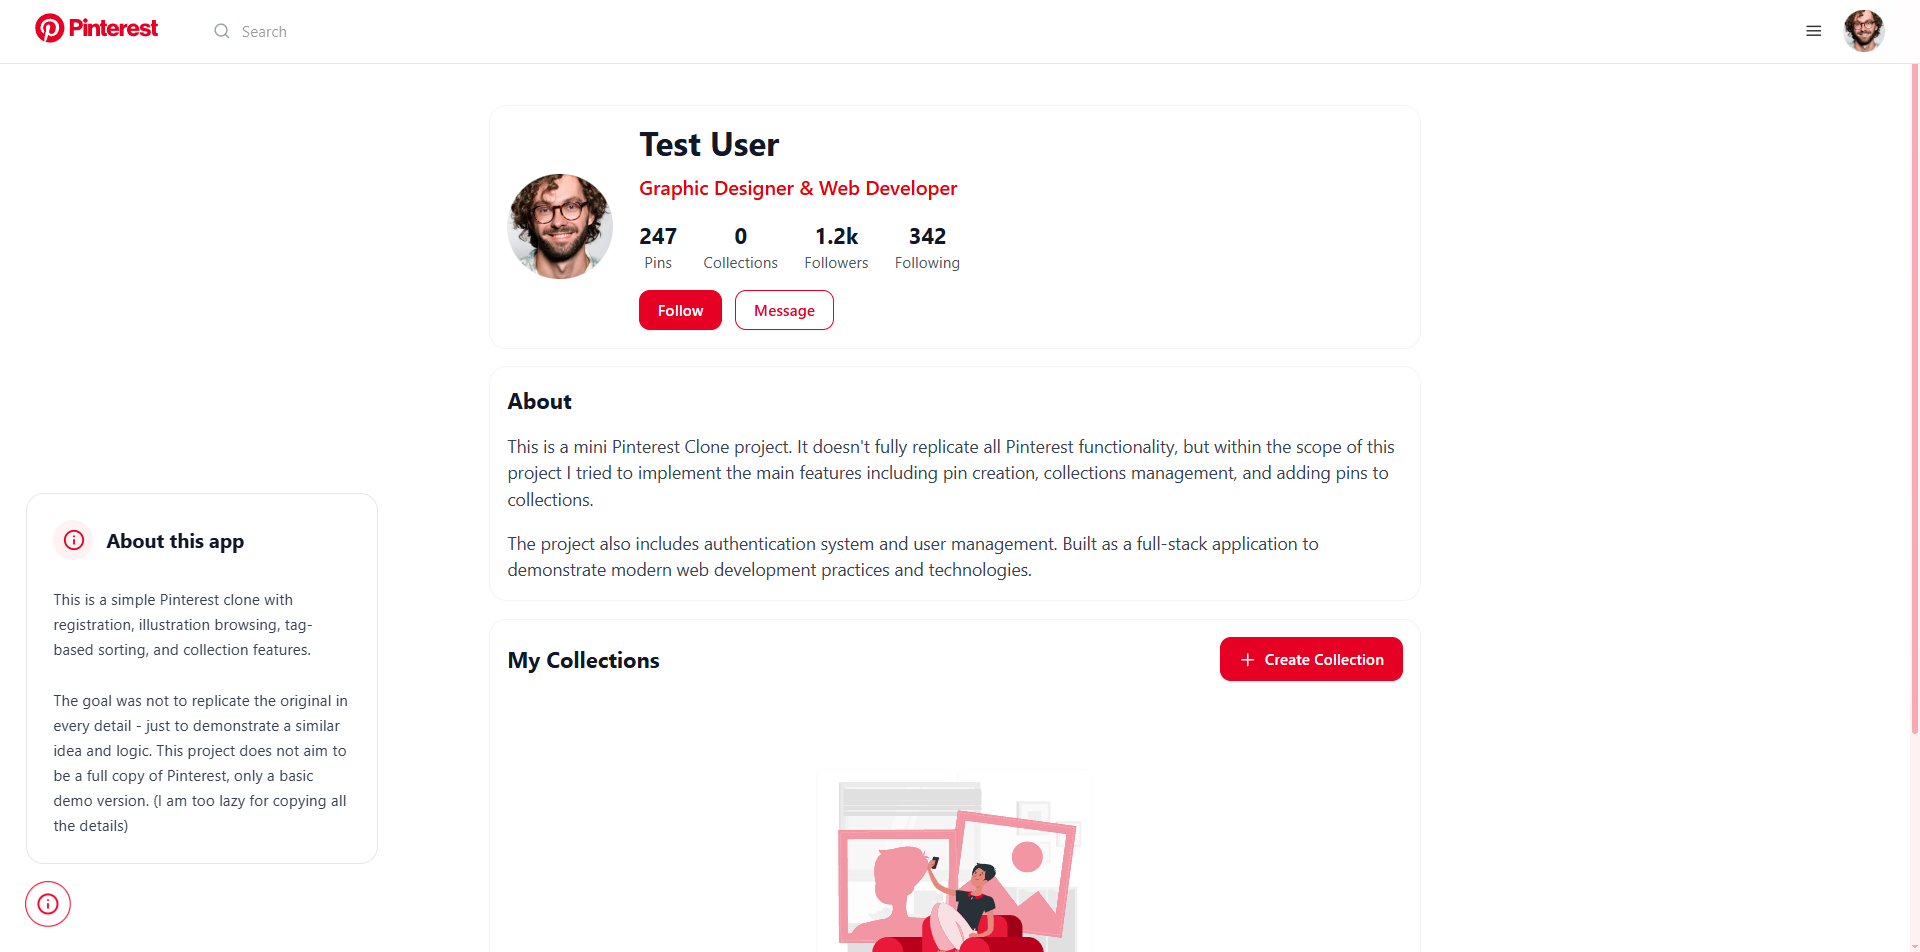 Pinterest
Search
Test User
Graphic Designer & Web Developer
247 0 1.2k 342
Pins Collections Followers Following
Follow Message
About
This is a mini Pinterest Clone project. It doesn't fully replicate all Pinterest functionality, but within the scope of this
project I tried to implement the main features including pin creation, collections management, and adding pins to
collections.
The project also includes authentication system and user management. Built as a full-stack application to
demonstrate modern web development practices and technologies.
My Collections
Create Collection
About this app
This is a simple Pinterest clone with
registration, illustration browsing, tag-
based sorting, and collection features.
The goal was not to replicate the original in
every detail - just to demonstrate a similar
idea and logic. This project does not aim to
be a full copy of Pinterest, only a basic
demo version. (I am too lazy for copying all
the details)